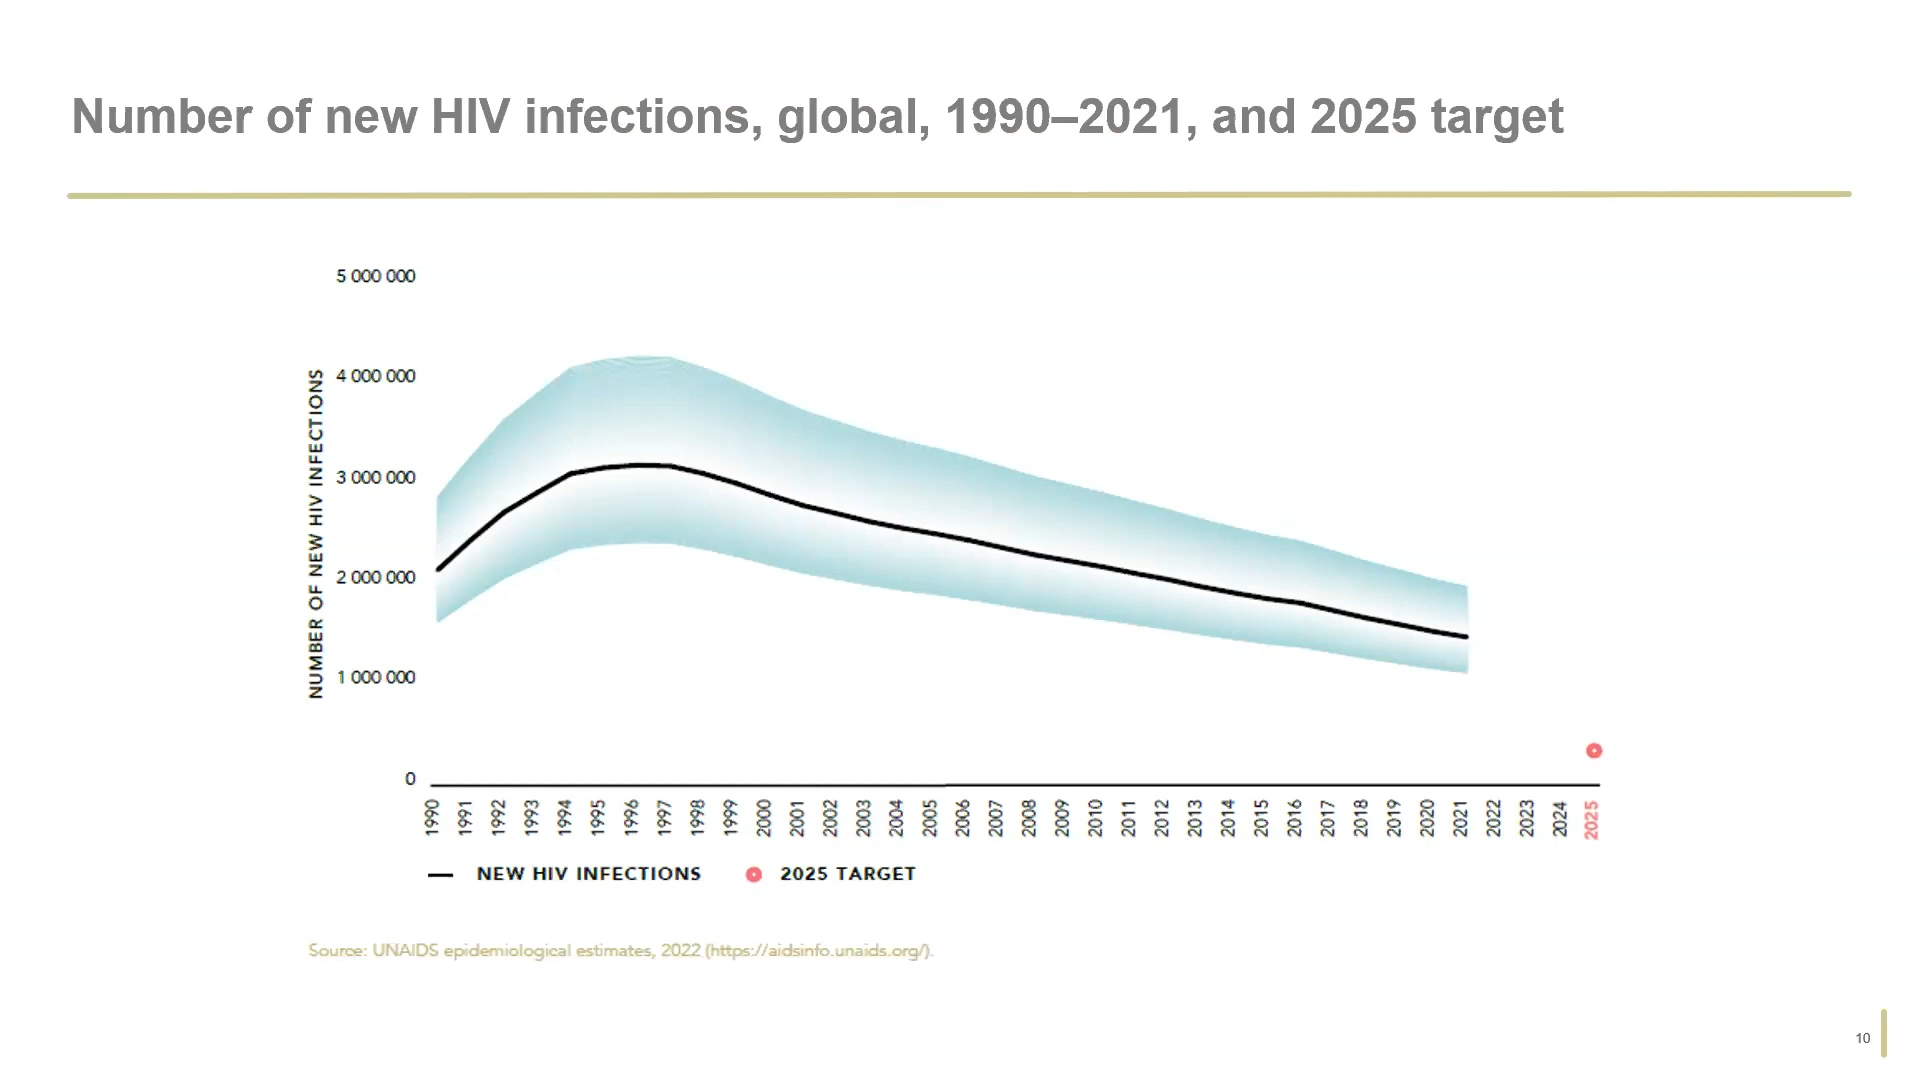 Number of new HIV infections, global, 1990–2021, and 2025 target
5 000 000
4 000 000
3 000 000
2 000 000
1 000 000
0
NUMBER OF NEW HIV INFECTIONS
1990 1991 1992 1993 1994 1995 1996 1997 1998 1999 2000 2001 2002 2003 2004 2005 2006 2007 2008 2009 2010 2011 2012 2013 2014 2015 2016 2017 2018 2019 2020 2021 2022 2023 2024 2025
NEW HIV INFECTIONS 2025 TARGET
Source: UNAIDS epidemiological estimates, 2022 (https://aidsinfo.unaids.org/).
10